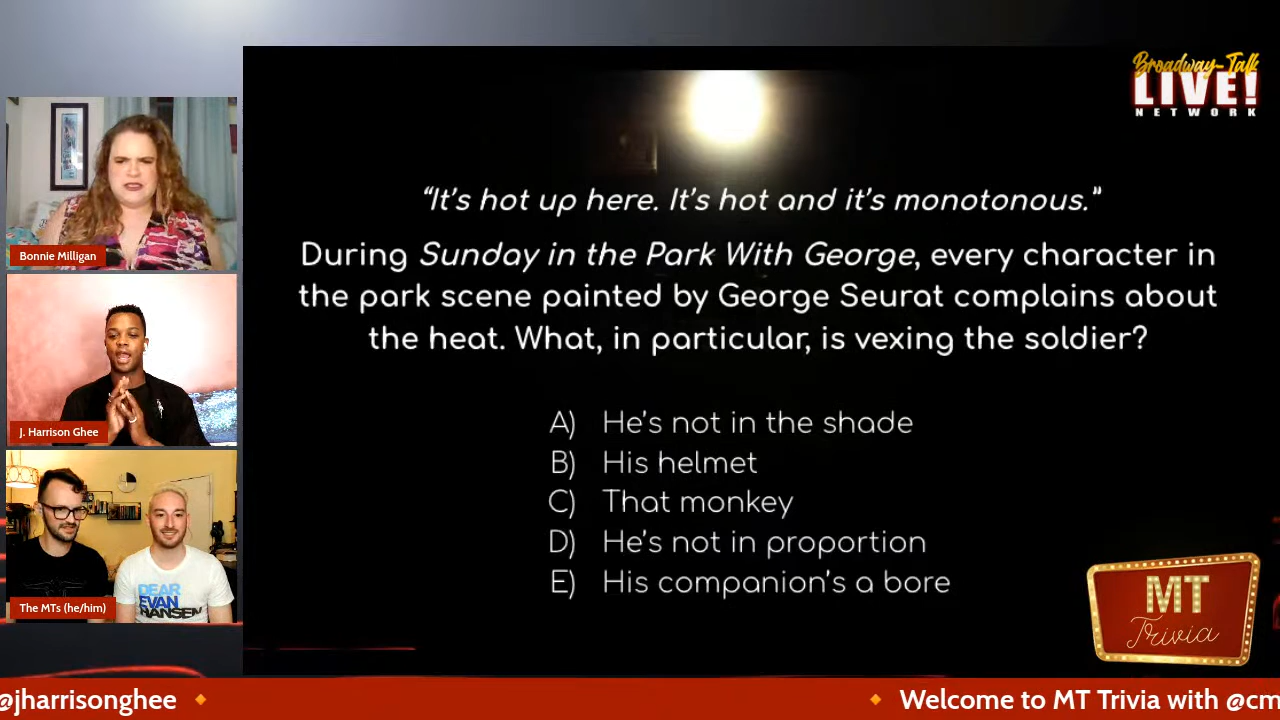 Broadway-Talk
LIVE!
NETWORK
"It's hot up here. It's hot and it's monotonous."
During Sunday in the Park With George, every character in
the park scene painted by George Seurat complains about
the heat. What, in particular, is vexing the soldier?
A) He's not in the shade
B) His helmet
C) That monkey
D) He's not in proportion
E) His companion's a bore
Bonnie Milligan
J. Harrison Ghee
The MTs (he/him)
DEAR
EVAN
HANSEN
MT
Trivia
@jharrisonghee 🔸 🔸 Welcome to MT Trivia with @cm